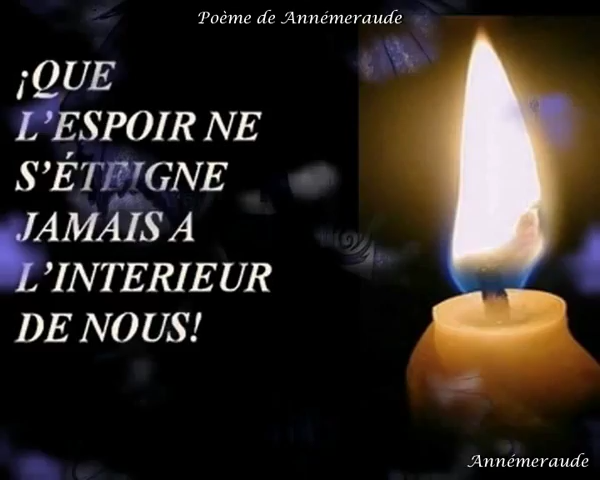 Poème de Annémeraude
¡QUE
L'ESPOIR NE
S'ÉTEIGNE
JAMAIS A
L'INTERIEUR
DE NOUS!
Annémeraude